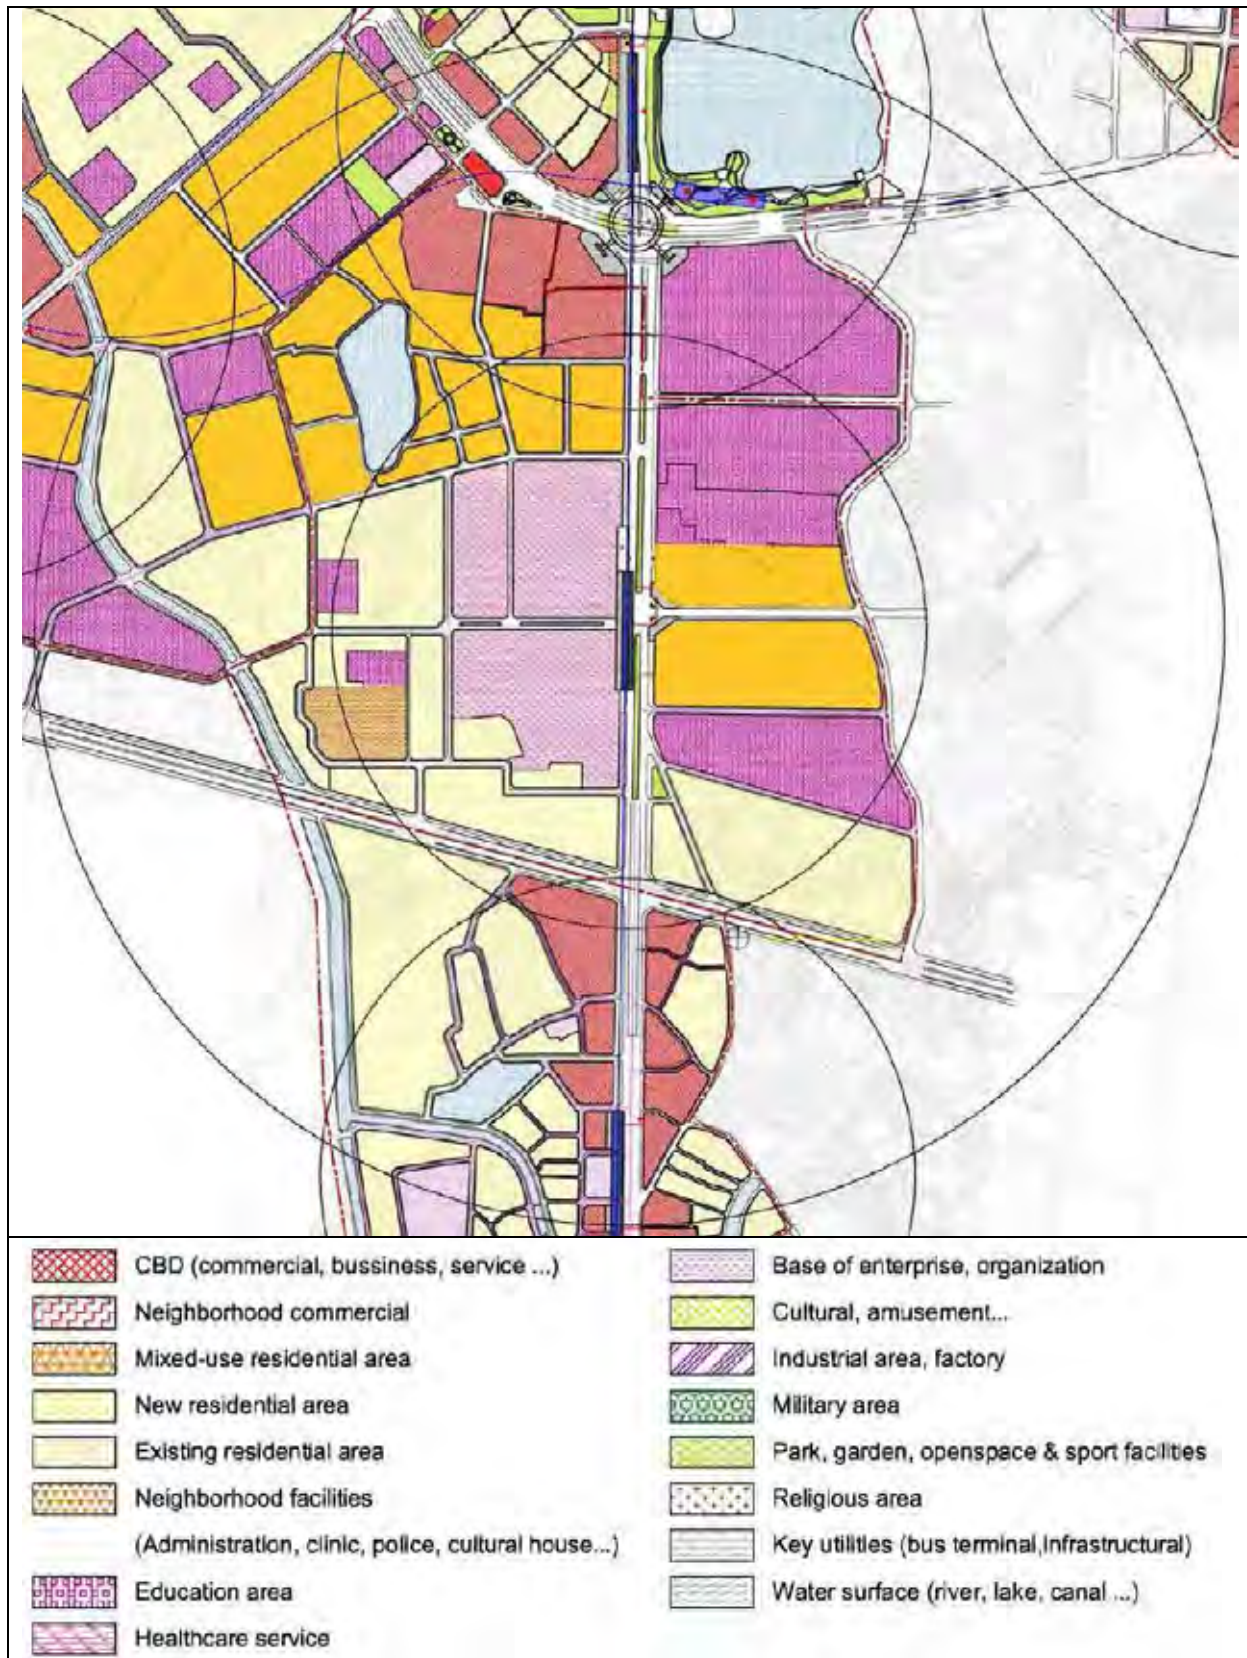 CBD (commercial, bussiness, service ...)
Neighborhood commercial
Mixed-use residential area
New residential area
Existing residential area
Neighborhood facilities
(Administration, clinic, police, cultural house...)
Education area
Healthcare service
Base of enterprise, organization
Cultural, amusement...
Industrial area, factory
Military area
Park, garden, openspace & sport facilities
Religious area
Key utilities (bus terminal,infrastructural)
Water surface (river, lake, canal ...)